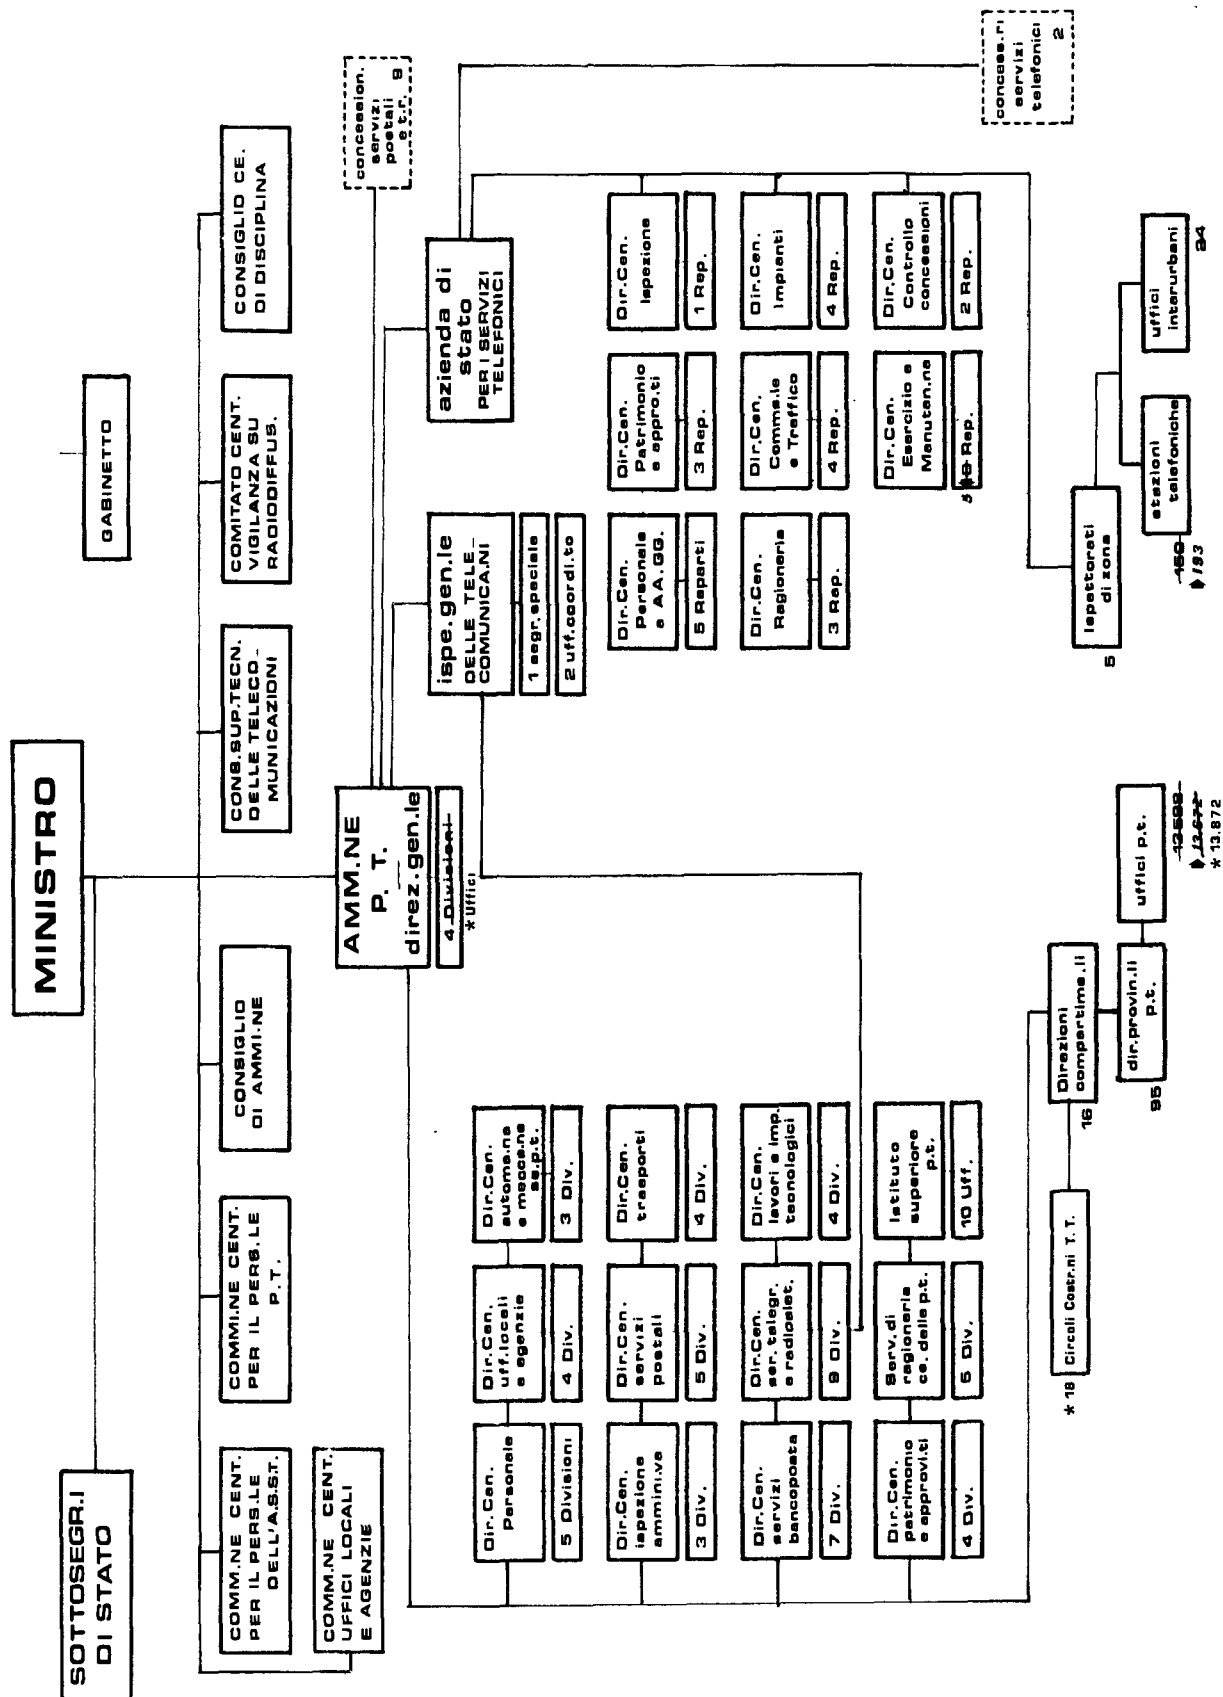 MINISTRO
SOTTOSEGR.I
DI STATO
GABINETTO
COMM.NE CENT.
PER IL PERS.LE
DELL'A.S.S.T.
COMM.NE CENT.
UFFICI LOCALI
E AGENZIE
COMMI.NE CENT.
PER IL PERS.LE
P.T.
CONSIGLIO
DI AMMI.NE
CONS.SUP.TECN.
DELLE TELECO_
MUNICAZIONI
COMITATO CENT.
VIGILANZA SU
RADIODIFFUS.
CONSIGLIO CE.
DI DISCIPLINA
AMM.NE
P. T.
direz.gen.le
4 Divisioni
* Uffici
concession.
servizi
postali
e t.r. 9
ispe.gen.le
DELLE TELE_
COMUNICA.NI
1 segr.speciale
2 uff.coordi.to
azienda di
stato
PER I SERVIZI
TELEFONICI
concess.ri
servizi
telefonici
2
Dir.Cen.
Personale
5 Divisioni
Dir.Cen.
uff.locali
e agenzie
4 Div.
Dir.Cen.
automa.ne
e mecca.ne
se.p.t.
3 Div.
Dir.Cen.
ispezione
ammini.va
3 Div.
Dir.Cen.
servizi
postali
5 Div.
Dir.Cen.
trasporti
4 Div.
Dir.Cen.
servizi
bancoposta
7 Div.
Dir.Cen.
ser.telegr.
e radioelet.
9 Div.
Dir.Cen.
lavori e imp.
tecnologici
4 Div.
Dir.Cen.
patrimonio
e approvi.ti
4 Div.
Serv.di
ragioneria
ce. delle p.t.
5 Div.
Istituto
superiore
p.t.
10 Uff.
Dir.Cen.
Personale
e AA.GG.
5 Reparti
Dir.Cen.
Patrimonio
e appro.ti
3 Rep.
Dir.Cen.
Ispezione
1 Rep.
Dir.Cen.
Ragioneria
3 Rep.
Dir.Cen.
Comme.le
e Traffico
4 Rep.
Dir.Cen.
Impianti
4 Rep.
Dir.Cen.
Esercizio e
Manuten.ne
5 Rep.
Dir.Cen.
Controllo
concessioni
2 Rep.
* 18 Circoli Costr.ni T. T.
Direzioni
compartime.li
16
dir.provin.li
p.t.
95
uffici p.t.
13.672
* 13.872
Ispettorati
di zona
5
stazioni
telefoniche
150
193
uffici
interurbani
34